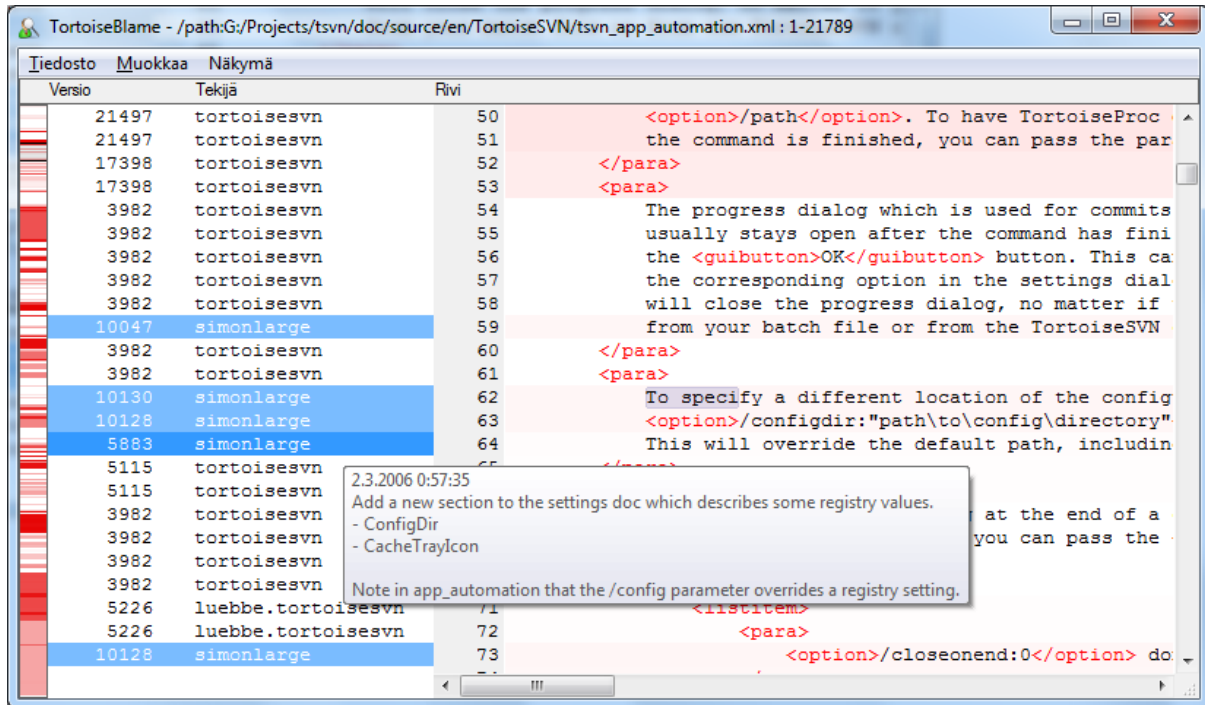 TortoiseBlame - /path:G:/Projects/tsvn/doc/source/en/TortoiseSVN/tsvn_app_automation.xml : 1-21789
Tiedosto Muokkaa Näkymä
Versio Tekijä Rivi
21497 tortoisesvn 50 <option>/path</option>. To have TortoiseProc
21497 tortoisesvn 51 the command is finished, you can pass the par
17398 tortoisesvn 52 </para>
17398 tortoisesvn 53 <para>
3982 tortoisesvn 54 The progress dialog which is used for commits
3982 tortoisesvn 55 usually stays open after the command has fini
3982 tortoisesvn 56 the <guibutton>OK</guibutton> button. This ca
3982 tortoisesvn 57 the corresponding option in the settings dial
3982 tortoisesvn 58 will close the progress dialog, no matter if
10047 simonlarge 59 from your batch file or from the TortoiseSVN
3982 tortoisesvn 60 </para>
3982 tortoisesvn 61 <para>
10130 simonlarge 62 To specify a different location of the config
10128 simonlarge 63 <option>/configdir:"path\to\config\directory"
5883 simonlarge 64 This will override the default path, includin
5115 tortoisesvn
5115 tortoisesvn
3982 tortoisesvn at the end of a
3982 tortoisesvn you can pass the
3982 tortoisesvn
3982 tortoisesvn
5226 luebbe.tortoisesvn 71 <listitem>
5226 luebbe.tortoisesvn 72 <para>
10128 simonlarge 73 <option>/closeonend:0</option> do
2.3.2006 0:57:35
Add a new section to the settings doc which describes some registry values.
- ConfigDir
- CacheTrayIcon
Note in app_automation that the /config parameter overrides a registry setting.